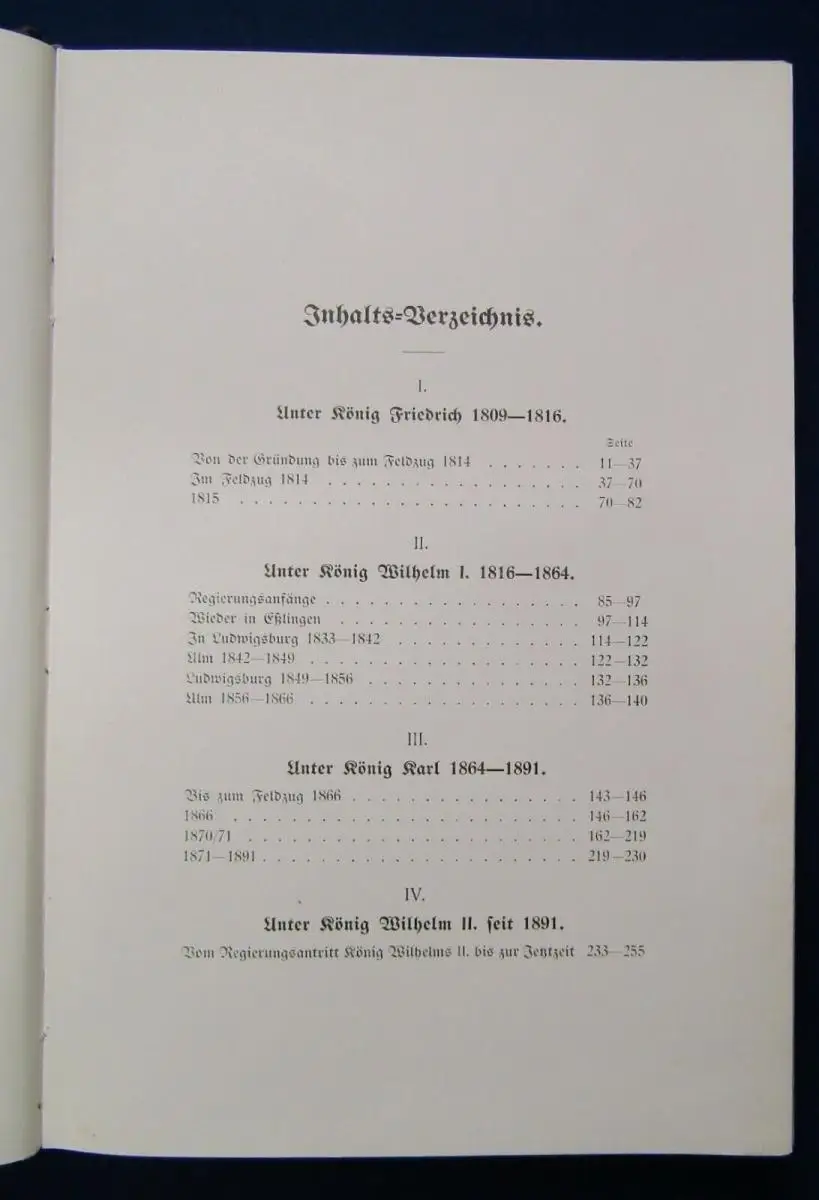 Inhalts-Verzeichnis.
I.
Unter König Friedrich 1809—1816.
Seite
Von der Gründung bis zum Feldzug 1814 . . . . . . . 11—37
Im Feldzug 1814 . . . . . . . . . . . . . . . . . . 37—70
1815 . . . . . . . . . . . . . . . . . . . . . . . . 70—82
II.
Unter König Wilhelm I. 1816—1864.
Regierungsanfänge . . . . . . . . . . . . . . . . . . 85—97
Wieder in Eßlingen . . . . . . . . . . . . . . . . . 97—114
In Ludwigsburg 1833—1842 . . . . . . . . . . . . . 114—122
Ulm 1842—1849 . . . . . . . . . . . . . . . . . . . 122—132
Ludwigsburg 1849—1856 . . . . . . . . . . . . . . . 132—136
Ulm 1856—1866 . . . . . . . . . . . . . . . . . . . 136—140
III.
Unter König Karl 1864—1891.
Bis zum Feldzug 1866 . . . . . . . . . . . . . . . . 143—146
1866 . . . . . . . . . . . . . . . . . . . . . . . . 146—162
1870/71 . . . . . . . . . . . . . . . . . . . . . . . 162—219
1871—1891 . . . . . . . . . . . . . . . . . . . . . . 219—230
IV.
Unter König Wilhelm II. seit 1891.
Vom Regierungsantritt König Wilhelms II. bis zur Jetztzeit 233—255